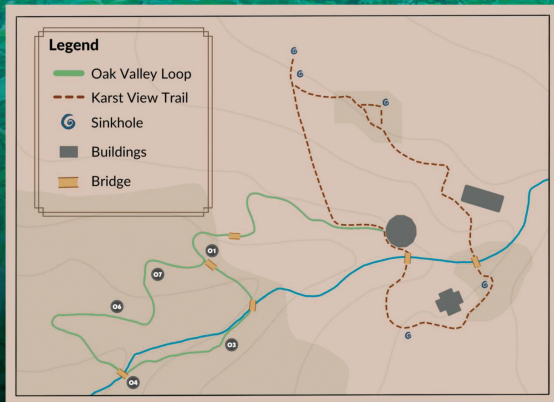 Legend
Oak Valley Loop
Karst View Trail
Sinkhole
Buildings
Bridge
01
07
06
03
04